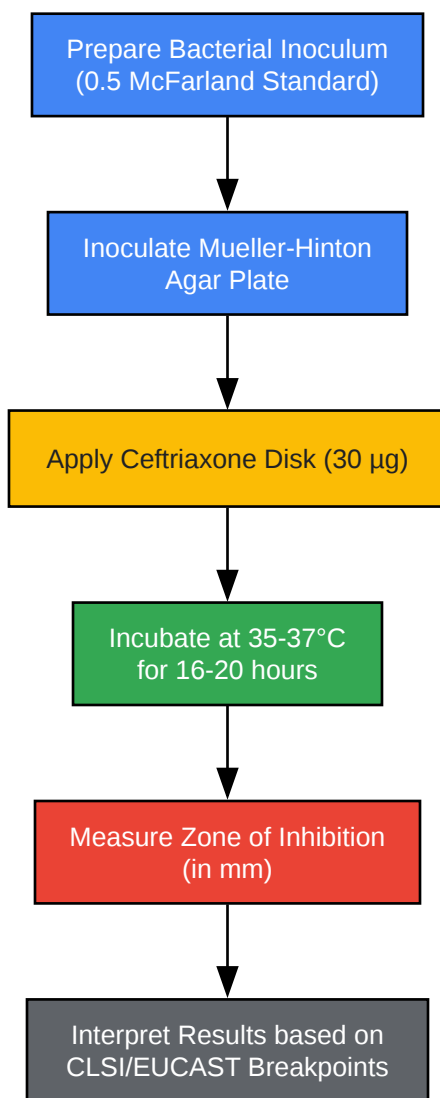 Prepare Bacterial Inoculum
(0.5 McFarland Standard)
Inoculate Mueller-Hinton
Agar Plate
Apply Ceftriaxone Disk (30 µg)
Incubate at 35-37°C
for 16-20 hours
Measure Zone of Inhibition
(in mm)
Interpret Results based on
CLSI/EUCAST Breakpoints